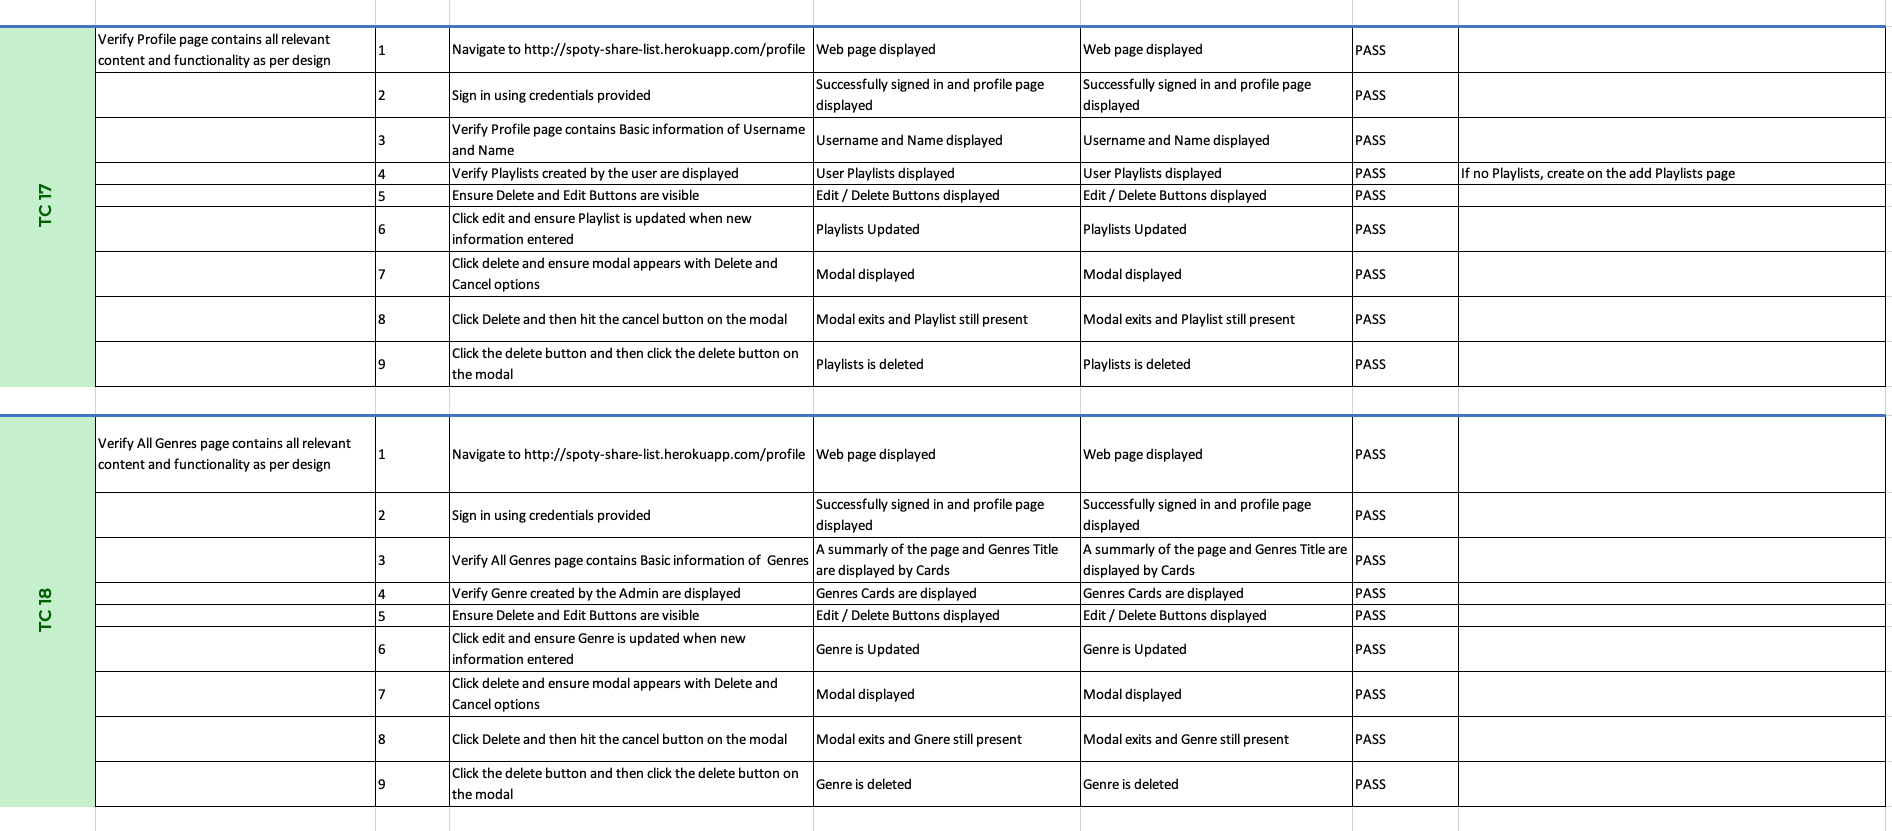 TC 17
Verify Profile page contains all relevant
content and functionality as per design
1
Navigate to http://spoty-share-list.herokuapp.com/profile
Web page displayed
Web page displayed
PASS
2
Sign in using credentials provided
Successfully signed in and profile page
displayed
Successfully signed in and profile page
displayed
PASS
3
Verify Profile page contains Basic information of Username
and Name
Username and Name displayed
Username and Name displayed
PASS
4
Verify Playlists created by the user are displayed
User Playlists displayed
User Playlists displayed
PASS
If no Playlists, create on the add Playlists page
5
Ensure Delete and Edit Buttons are visible
Edit / Delete Buttons displayed
Edit / Delete Buttons displayed
PASS
6
Click edit and ensure Playlist is updated when new
information entered
Playlists Updated
Playlists Updated
PASS
7
Click delete and ensure modal appears with Delete and
Cancel options
Modal displayed
Modal displayed
PASS
8
Click Delete and then hit the cancel button on the modal
Modal exits and Playlist still present
Modal exits and Playlist still present
PASS
9
Click the delete button and then click the delete button on
the modal
Playlists is deleted
Playlists is deleted
PASS
TC 18
Verify All Genres page contains all relevant
content and functionality as per design
1
Navigate to http://spoty-share-list.herokuapp.com/profile
Web page displayed
Web page displayed
PASS
2
Sign in using credentials provided
Successfully signed in and profile page
displayed
Successfully signed in and profile page
displayed
PASS
3
Verify All Genres page contains Basic information of  Genres
A summarly of the page and Genres Title
are displayed by Cards
A summarly of the page and Genres Title are
displayed by Cards
PASS
4
Verify Genre created by the Admin are displayed
Genres Cards are displayed
Genres Cards are displayed
PASS
5
Ensure Delete and Edit Buttons are visible
Edit / Delete Buttons displayed
Edit / Delete Buttons displayed
PASS
6
Click edit and ensure Genre is updated when new
information entered
Genre is Updated
Genre is Updated
PASS
7
Click delete and ensure modal appears with Delete and
Cancel options
Modal displayed
Modal displayed
PASS
8
Click Delete and then hit the cancel button on the modal
Modal exits and Gnere still present
Modal exits and Genre still present
PASS
9
Click the delete button and then click the delete button on
the modal
Genre is deleted
Genre is deleted
PASS